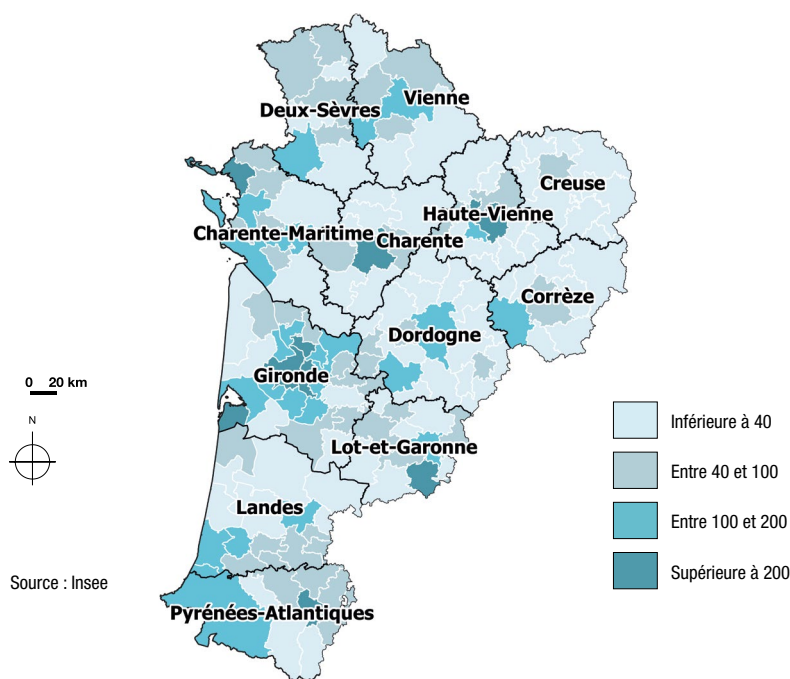 Deux-Sèvres
Vienne
Creuse
Haute-Vienne
Charente-Maritime
Charente
Corrèze
Dordogne
Gironde
0 20 km
N
Lot-et-Garonne
Landes
Pyrénées-Atlantiques
Source : Insee
Inférieure à 40
Entre 40 et 100
Entre 100 et 200
Supérieure à 200